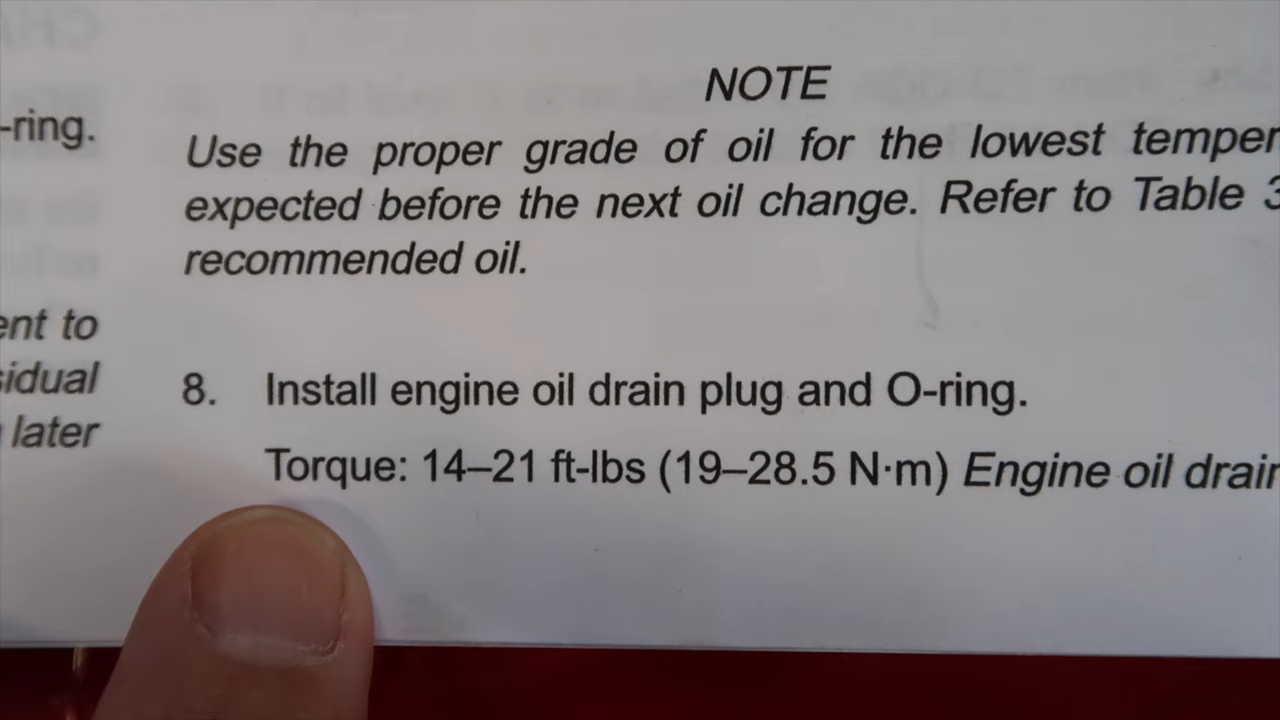 -ring.
ent to
sidual
later
NOTE
Use the proper grade of oil for the lowest temper
expected before the next oil change. Refer to Table 3
recommended oil.
8. Install engine oil drain plug and O-ring.
Torque: 14–21 ft-lbs (19–28.5 N·m) Engine oil drain